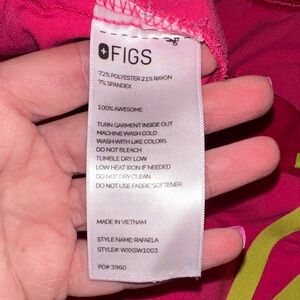 FIGS
72% POLYESTER 21% RAYON
7% SPANDEX
100% AWESOME
TURN GARMENT INSIDE OUT
MACHINE WASH COLD
WASH WITH LIKE COLORS
DO NOT BLEACH
TUMBLE DRY LOW
LOW HEAT IRON IF NEEDED
DO NOT DRY CLEAN
DO NOT USE FABRIC SOFTENER
MADE IN VIETNAM
STYLE NAME: RAFAELA
STYLE#: WXXSW1003
PO# 3960